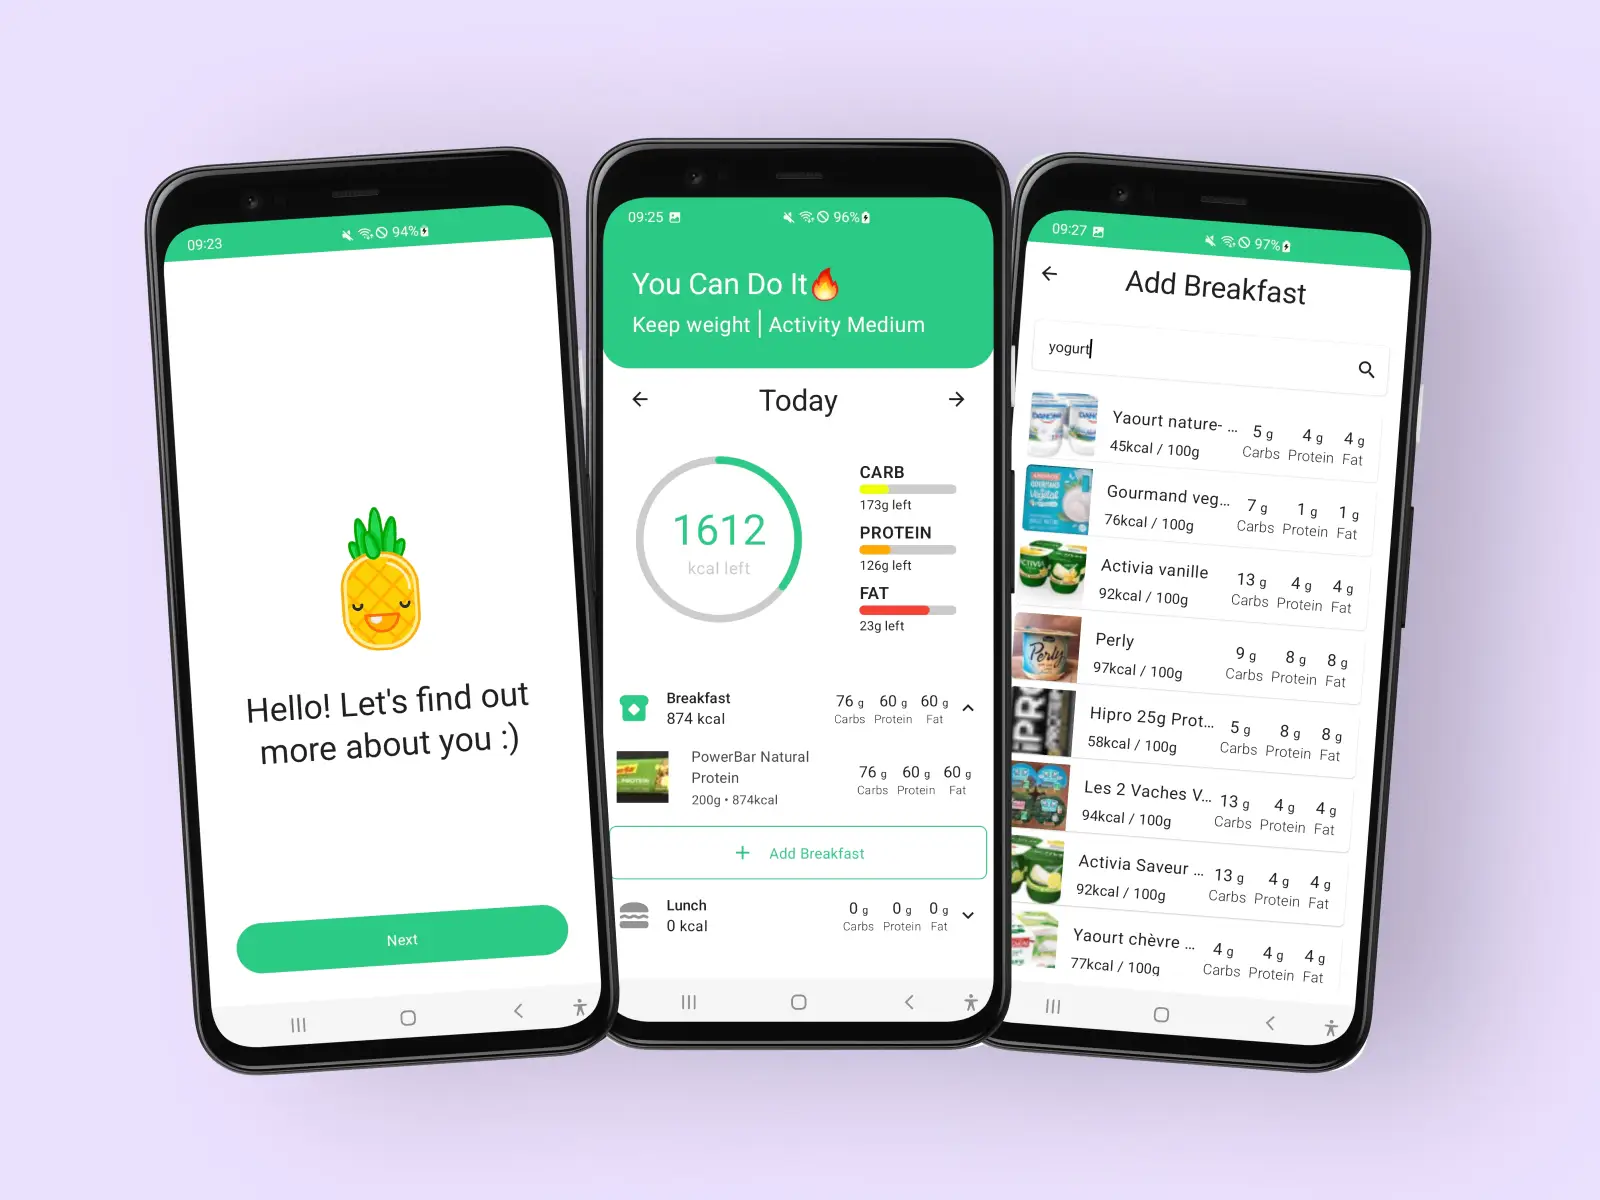 09:23
94%
Hello! Let's find out
more about you :)
Next
09:25
96%
You Can Do It🔥
Keep weight | Activity Medium
Today
1612
kcal left
CARB
173g left
PROTEIN
126g left
FAT
23g left
Breakfast
874 kcal
76 g 60 g 60 g
Carbs Protein Fat
PowerBar Natural
Protein
200g • 874kcal
76 g 60 g 60 g
Carbs Protein Fat
+ Add Breakfast
Lunch
0 kcal
0 g 0 g 0 g
Carbs Protein Fat
09:27
97%
Add Breakfast
yogurt
Yaourt nature- ...
45kcal / 100g
5 g 4 g 4 g
Carbs Protein Fat
Gourmand veg...
76kcal / 100g
7 g 1 g 1 g
Carbs Protein Fat
Activia vanille
92kcal / 100g
13 g 4 g 4 g
Carbs Protein Fat
Perly
Perly
97kcal / 100g
9 g 8 g 8 g
Carbs Protein Fat
Hipro 25g Prot...
58kcal / 100g
5 g 8 g 8 g
Carbs Protein Fat
Les 2 Vaches V...
94kcal / 100g
13 g 4 g 4 g
Carbs Protein Fat
Activia Saveur ...
92kcal / 100g
13 g 4 g 4 g
Carbs Protein Fat
Yaourt chèvre ...
77kcal / 100g
4 g 4 g 4 g
Carbs Protein Fat